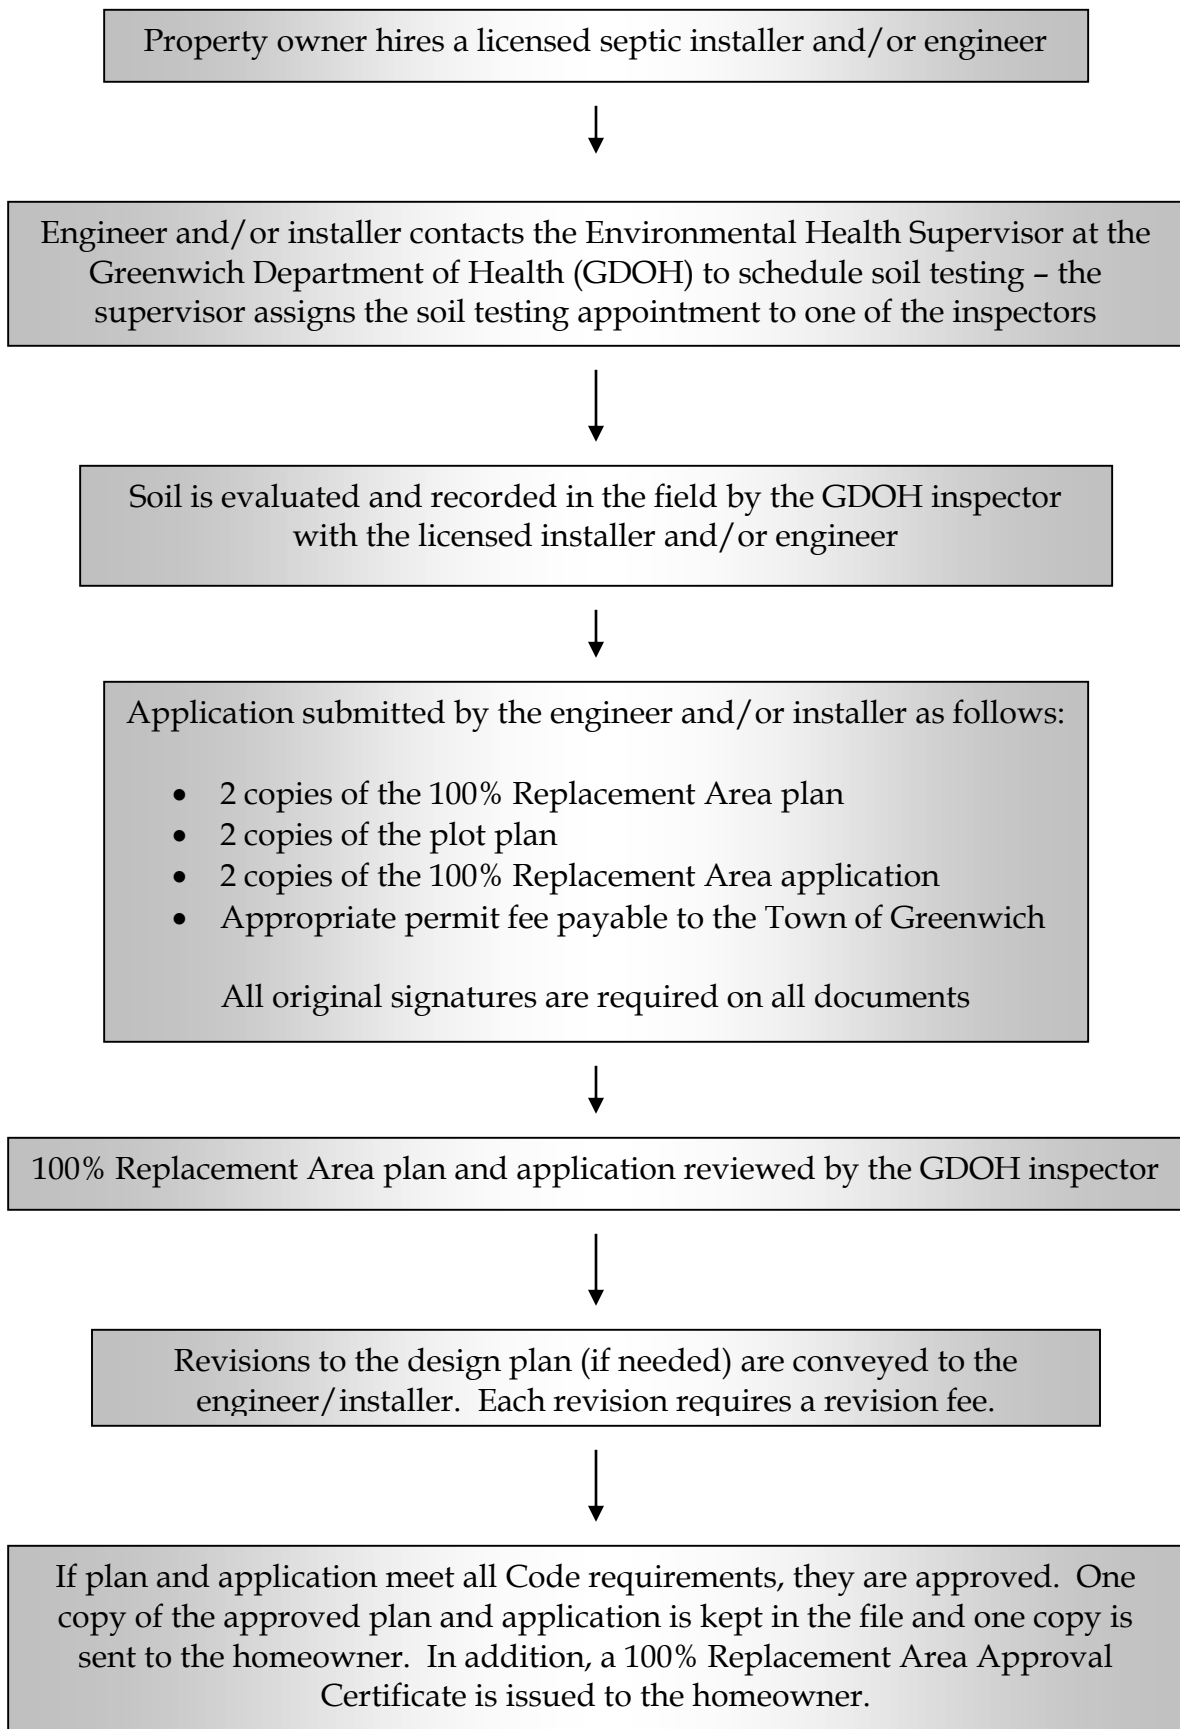 Property owner hires a licensed septic installer and/or engineer
Engineer and/or installer contacts the Environmental Health Supervisor at the
Greenwich Department of Health (GDOH) to schedule soil testing – the
supervisor assigns the soil testing appointment to one of the inspectors
Soil is evaluated and recorded in the field by the GDOH inspector
with the licensed installer and/or engineer
Application submitted by the engineer and/or installer as follows:
• 2 copies of the 100% Replacement Area plan
• 2 copies of the plot plan
• 2 copies of the 100% Replacement Area application
• Appropriate permit fee payable to the Town of Greenwich
All original signatures are required on all documents
100% Replacement Area plan and application reviewed by the GDOH inspector
Revisions to the design plan (if needed) are conveyed to the
engineer/installer.  Each revision requires a revision fee.
If plan and application meet all Code requirements, they are approved.  One
copy of the approved plan and application is kept in the file and one copy is
sent to the homeowner.  In addition, a 100% Replacement Area Approval
Certificate is issued to the homeowner.